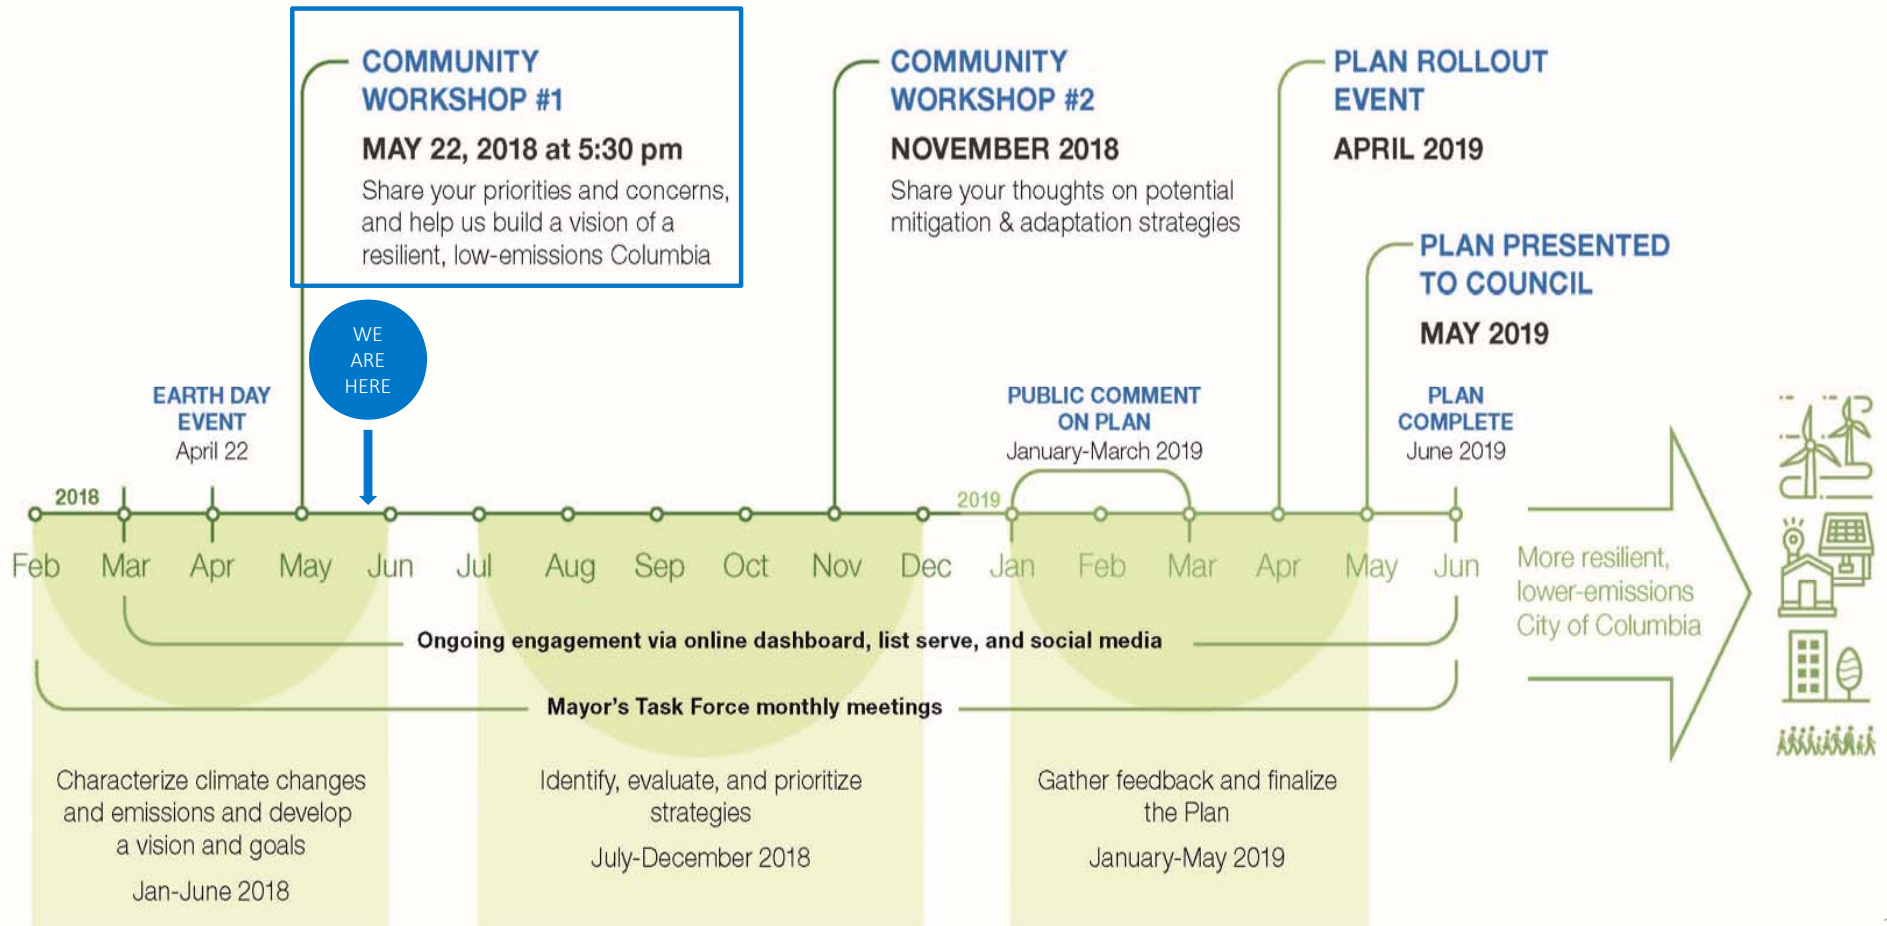 COMMUNITY
WORKSHOP #1
MAY 22, 2018 at 5:30 pm
Share your priorities and concerns,
and help us build a vision of a
resilient, low-emissions Columbia
COMMUNITY
WORKSHOP #2
NOVEMBER 2018
Share your thoughts on potential
mitigation & adaptation strategies
PLAN ROLLOUT
EVENT
APRIL 2019
PLAN PRESENTED
TO COUNCIL
MAY 2019
WE
ARE
HERE
EARTH DAY
EVENT
April 22
PUBLIC COMMENT
ON PLAN
January-March 2019
PLAN
COMPLETE
June 2019
2018
2019
Feb Mar Apr May Jun Jul Aug Sep Oct Nov Dec Jan Feb Mar Apr May Jun
More resilient,
lower-emissions
City of Columbia
Ongoing engagement via online dashboard, list serve, and social media
Mayor's Task Force monthly meetings
Characterize climate changes
and emissions and develop
a vision and goals
Jan-June 2018
Identify, evaluate, and prioritize
strategies
July-December 2018
Gather feedback and finalize
the Plan
January-May 2019